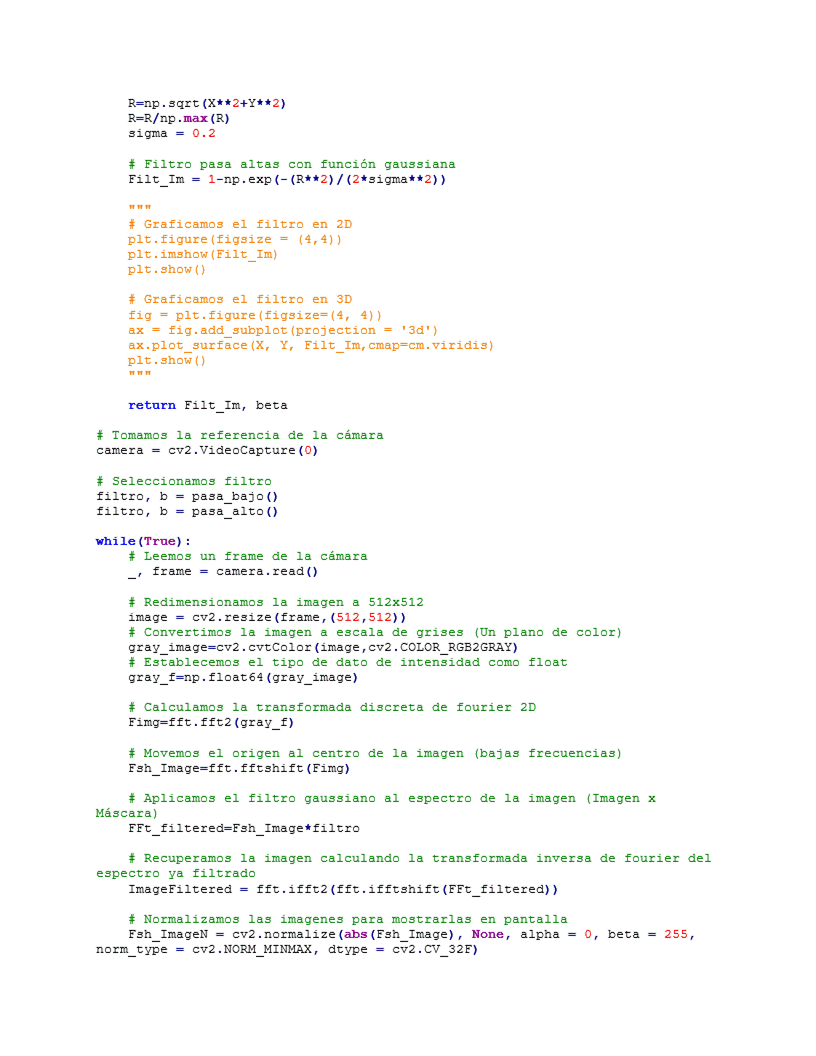 R=np.sqrt(X**2+Y**2)
    R=R/np.max(R)
    sigma = 0.2

    # Filtro pasa altas con función gaussiana
    Filt_Im = 1-np.exp(-(R**2)/(2*sigma**2))

    """
    # Graficamos el filtro en 2D
    plt.figure(figsize = (4,4))
    plt.imshow(Filt_Im)
    plt.show()

    # Graficamos el filtro en 3D
    fig = plt.figure(figsize=(4, 4))
    ax = fig.add_subplot(projection = '3d')
    ax.plot_surface(X, Y, Filt_Im,cmap=cm.viridis)
    plt.show()
    """

    return Filt_Im, beta

# Tomamos la referencia de la cámara
camera = cv2.VideoCapture(0)

# Seleccionamos filtro
filtro, b = pasa_bajo()
filtro, b = pasa_alto()

while(True):
    # Leemos un frame de la cámara
    _, frame = camera.read()

    # Redimensionamos la imagen a 512x512
    image = cv2.resize(frame,(512,512))
    # Convertimos la imagen a escala de grises (Un plano de color)
    gray_image=cv2.cvtColor(image,cv2.COLOR_RGB2GRAY)
    # Establecemos el tipo de dato de intensidad como float
    gray_f=np.float64(gray_image)

    # Calculamos la transformada discreta de fourier 2D
    Fimg=fft.fft2(gray_f)

    # Movemos el origen al centro de la imagen (bajas frecuencias)
    Fsh_Image=fft.fftshift(Fimg)

    # Aplicamos el filtro gaussiano al espectro de la imagen (Imagen x
Máscara)
    FFt_filtered=Fsh_Image*filtro

    # Recuperamos la imagen calculando la transformada inversa de fourier del
espectro ya filtrado
    ImageFiltered = fft.ifft2(fft.ifftshift(FFt_filtered))

    # Normalizamos las imagenes para mostrarlas en pantalla
    Fsh_ImageN = cv2.normalize(abs(Fsh_Image), None, alpha = 0, beta = 255,
norm_type = cv2.NORM_MINMAX, dtype = cv2.CV_32F)